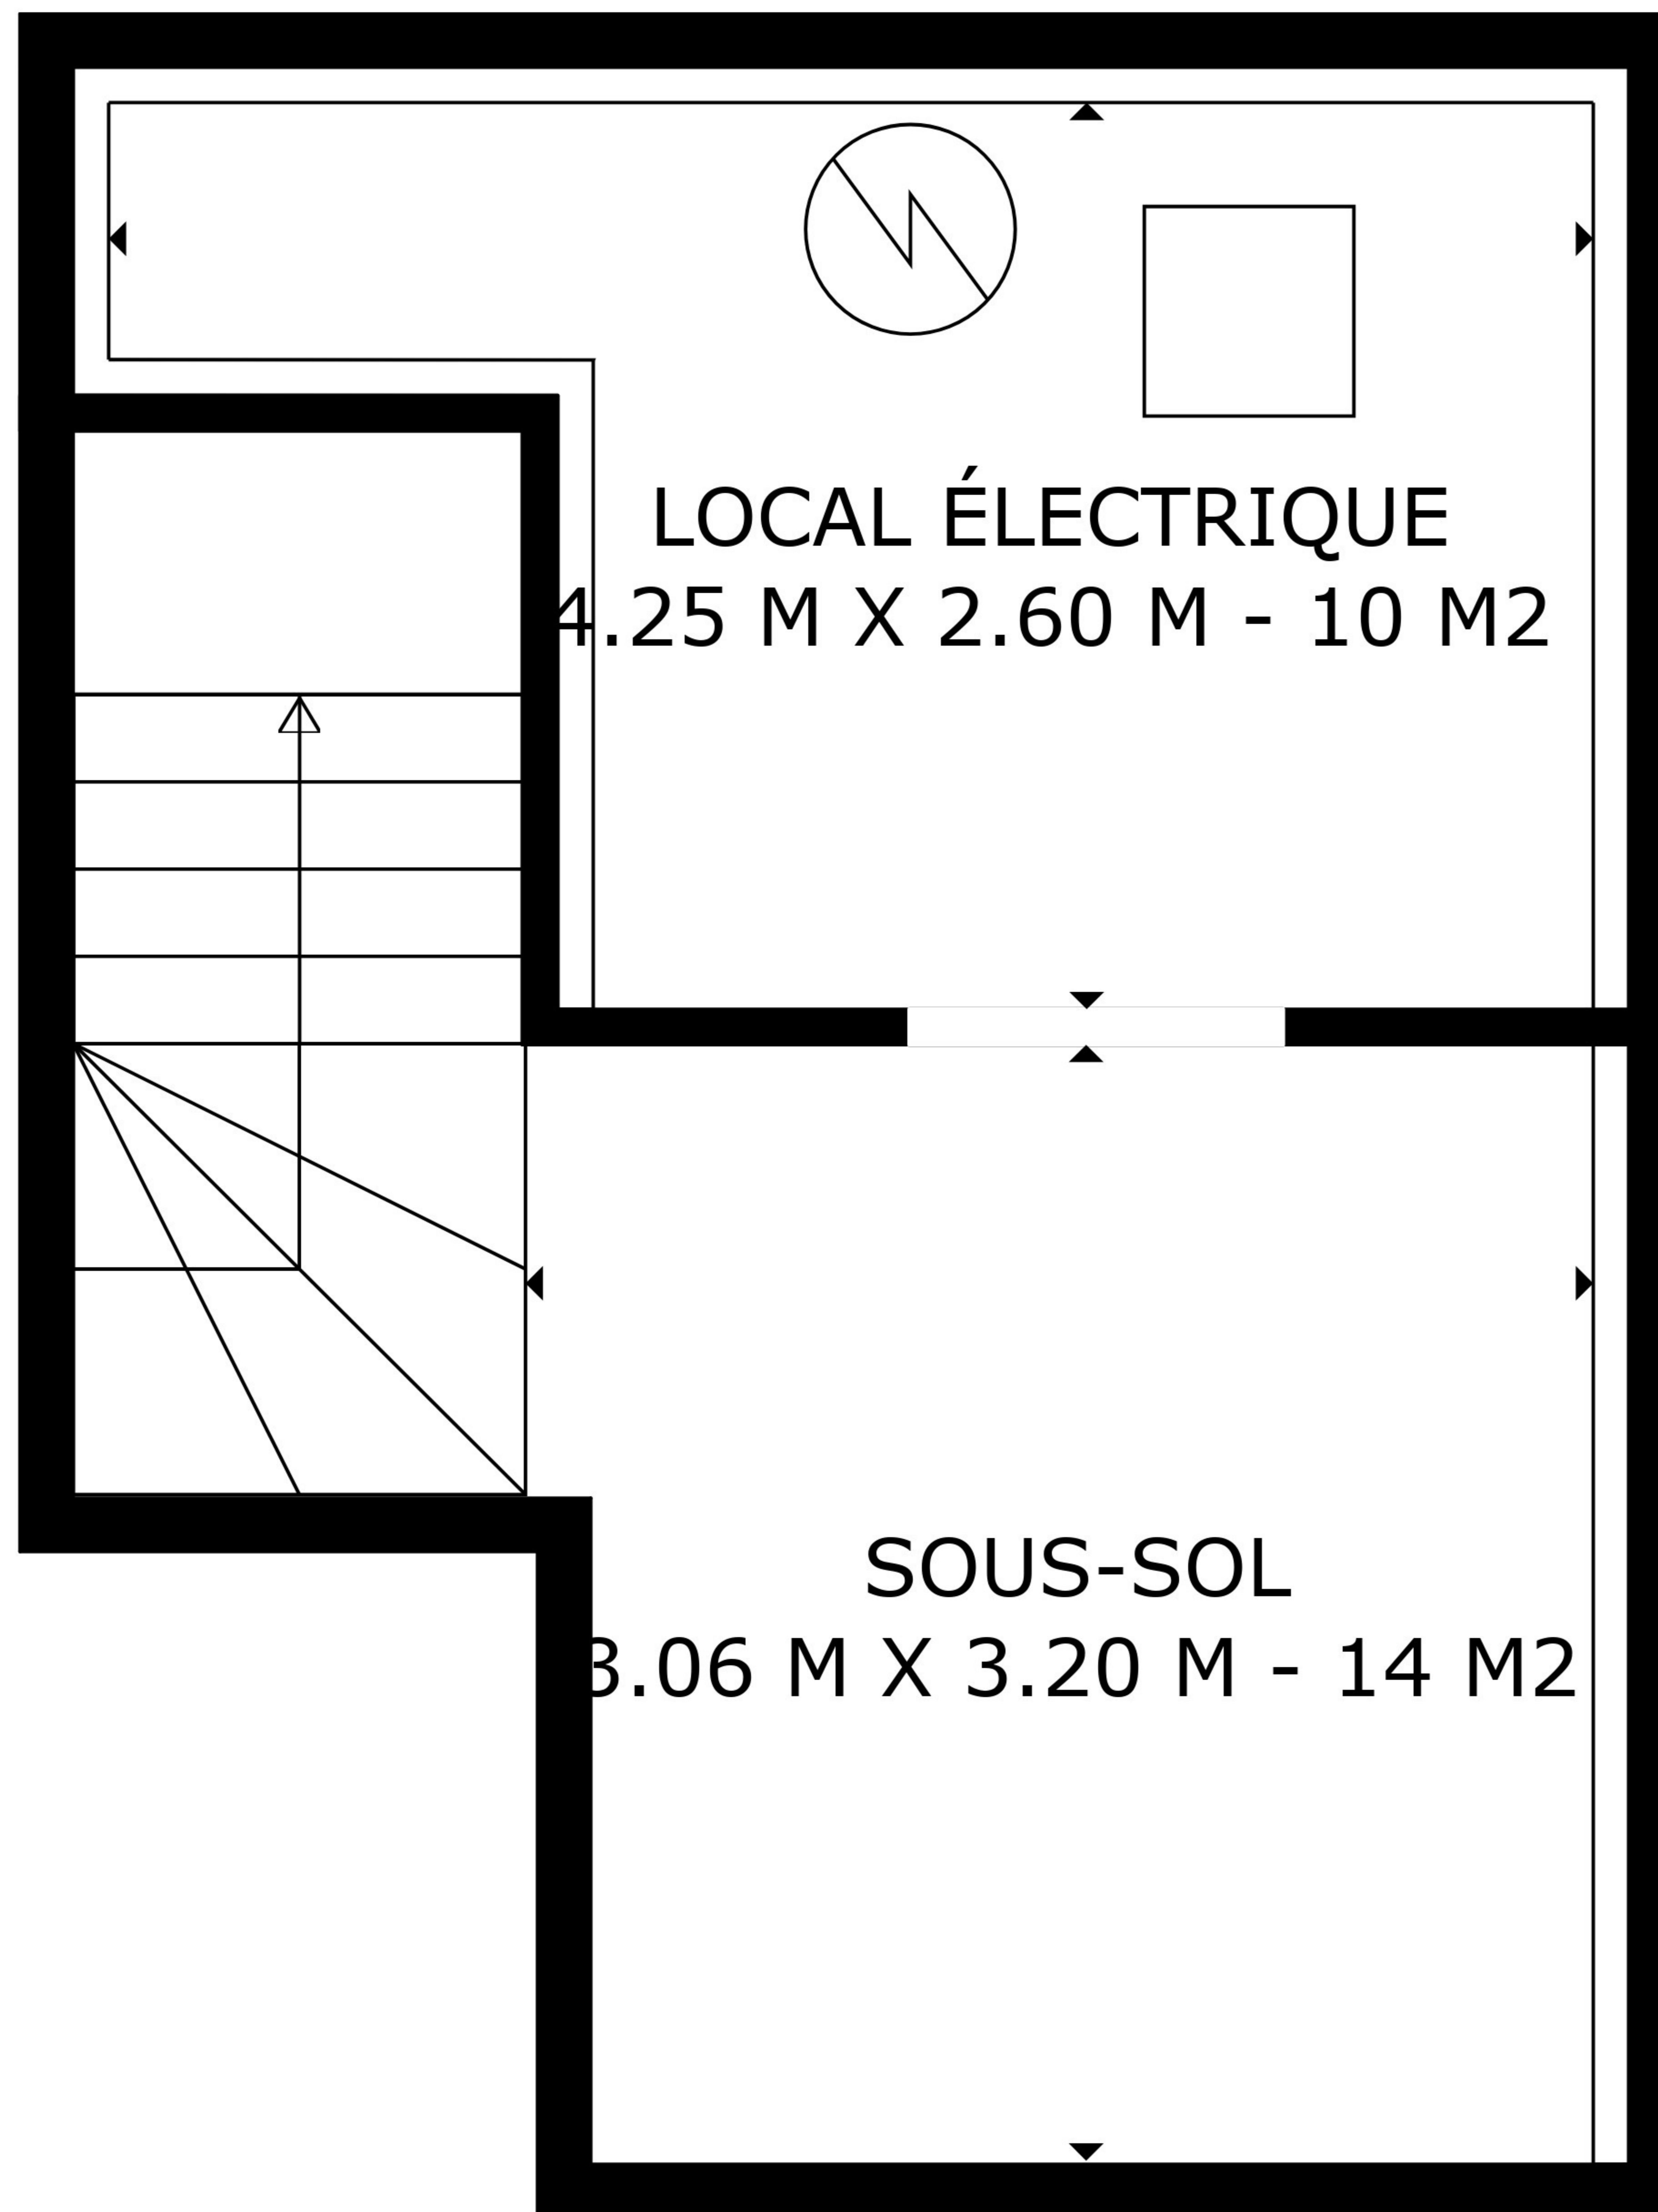 LOCAL ÉLECTRIQUE
4.25 M X 2.60 M - 10 M2
SOUS-SOL
3.06 M X 3.20 M - 14 M2